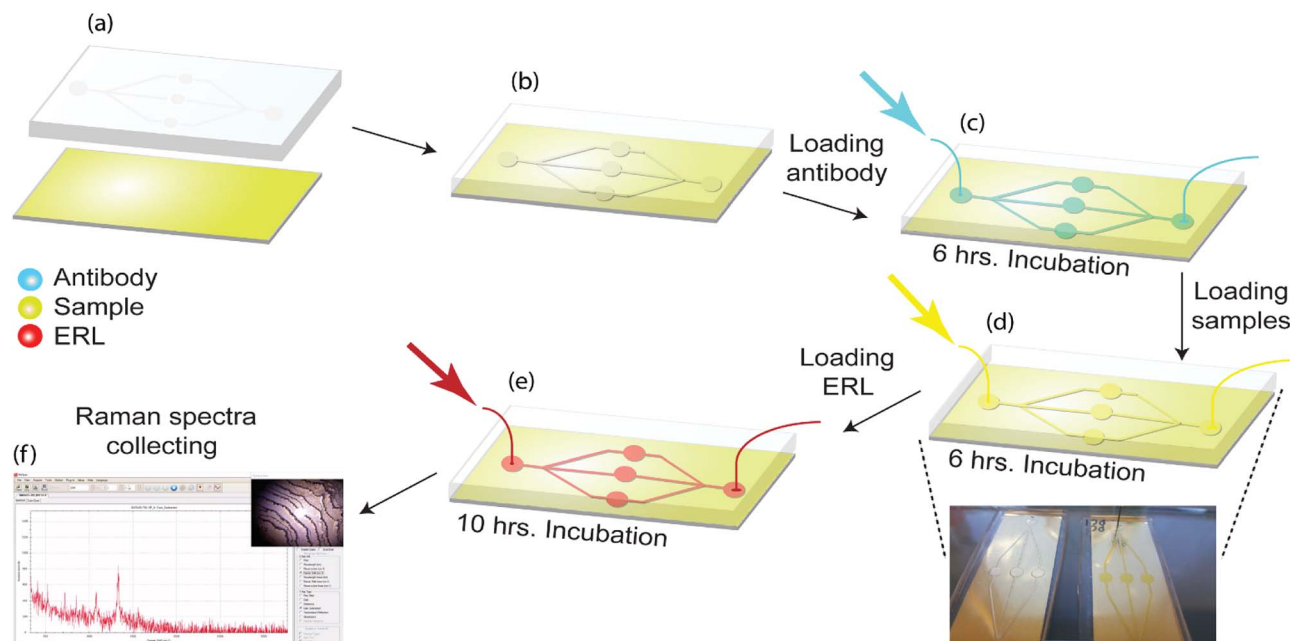 (a)
(b)
Loading
antibody
(c)
6 hrs. Incubation
Antibody
Sample
ERL
Loading
samples
(d)
6 hrs. Incubation
Loading
ERL
(e)
10 hrs. Incubation
Raman spectra
collecting
(f)